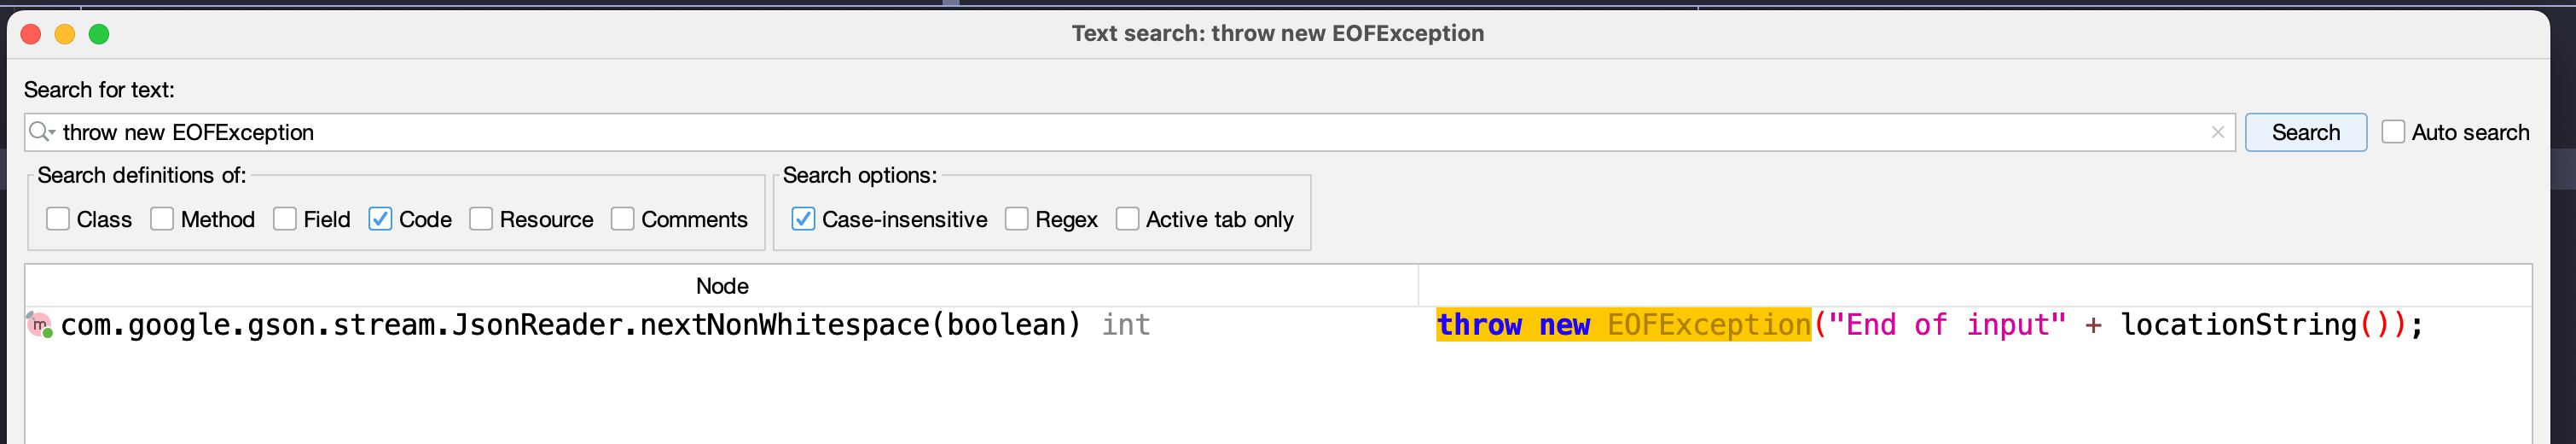 Text search: throw new EOFException
Search for text:
throw new EOFException
Search
Auto search
Search definitions of:
Search options:
Class Method Field Code Resource Comments
Case-insensitive Regex Active tab only
Node
m com.google.gson.stream.JsonReader.nextNonWhitespace(boolean) int throw new EOFException("End of input" + locationString());